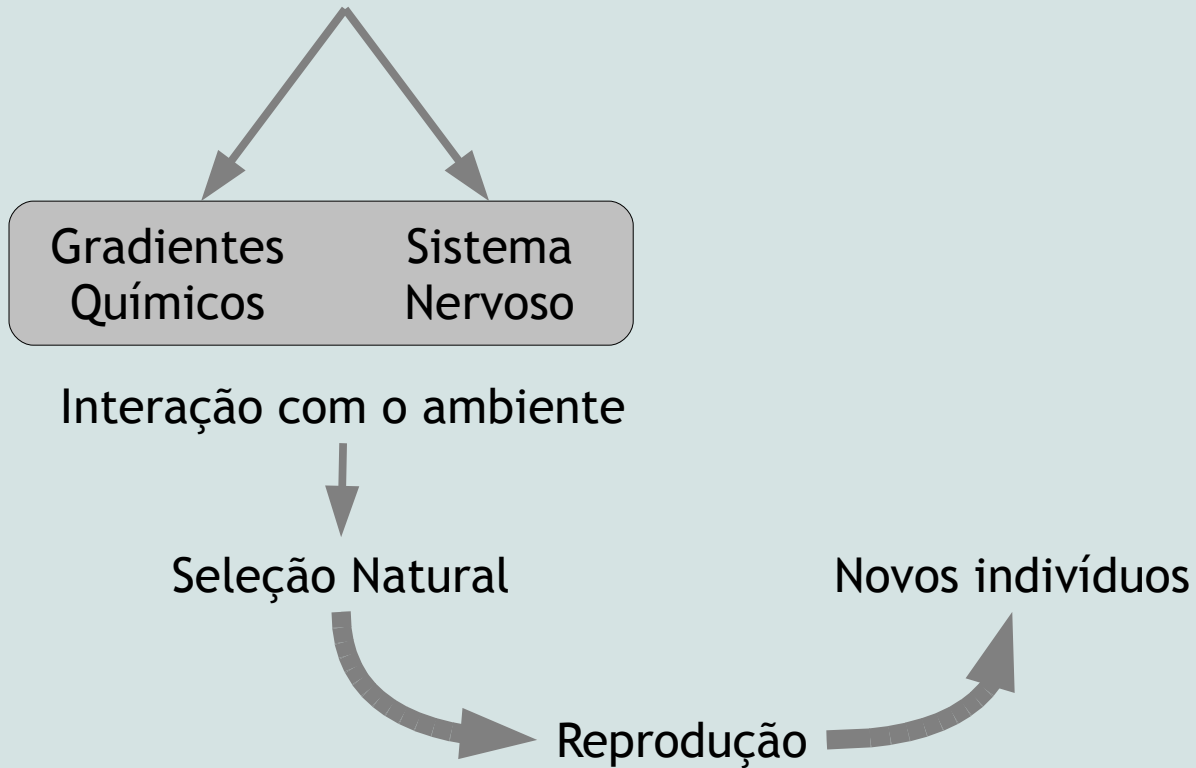 Gradientes Sistema
Químicos Nervoso
Interação com o ambiente
Seleção Natural
Novos indivíduos
Reprodução